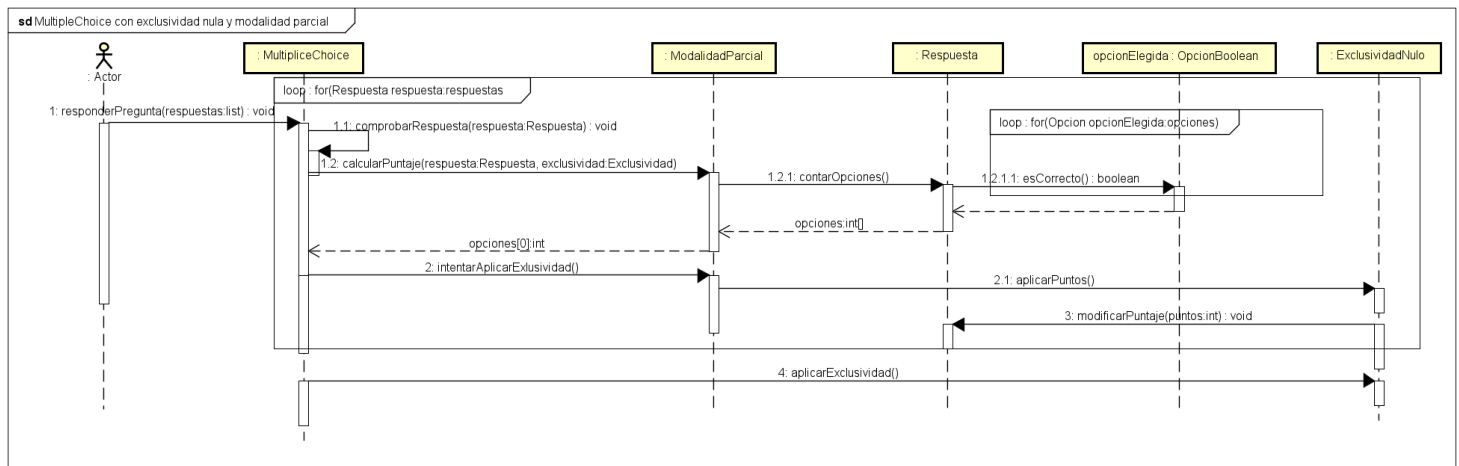 sd MultipleChoice con exclusividad nula y modalidad parcial
: Actor
: MultipliceChoice
: ModalidadParcial
: Respuesta
opcionElegida : OpcionBoolean
: ExclusividadNulo
loop : for(Respuesta respuesta:respuestas
1: responderPregunta(respuestas:list) : void
loop : for(Opcion opcionElegida:opciones)
1.1: comprobarRespuesta(respuesta:Respuesta) : void
1.2: calcularPuntaje(respuesta:Respuesta, exclusividad:Exclusividad)
1.2.1: contarOpciones()
1.2.1.1: esCorrecto() : boolean
opciones:int[]
opciones[0]:int
2: intentarAplicarExlusividad()
2.1: aplicarPuntos()
3: modificarPuntaje(puntos:int) : void
4: aplicarExclusividad()